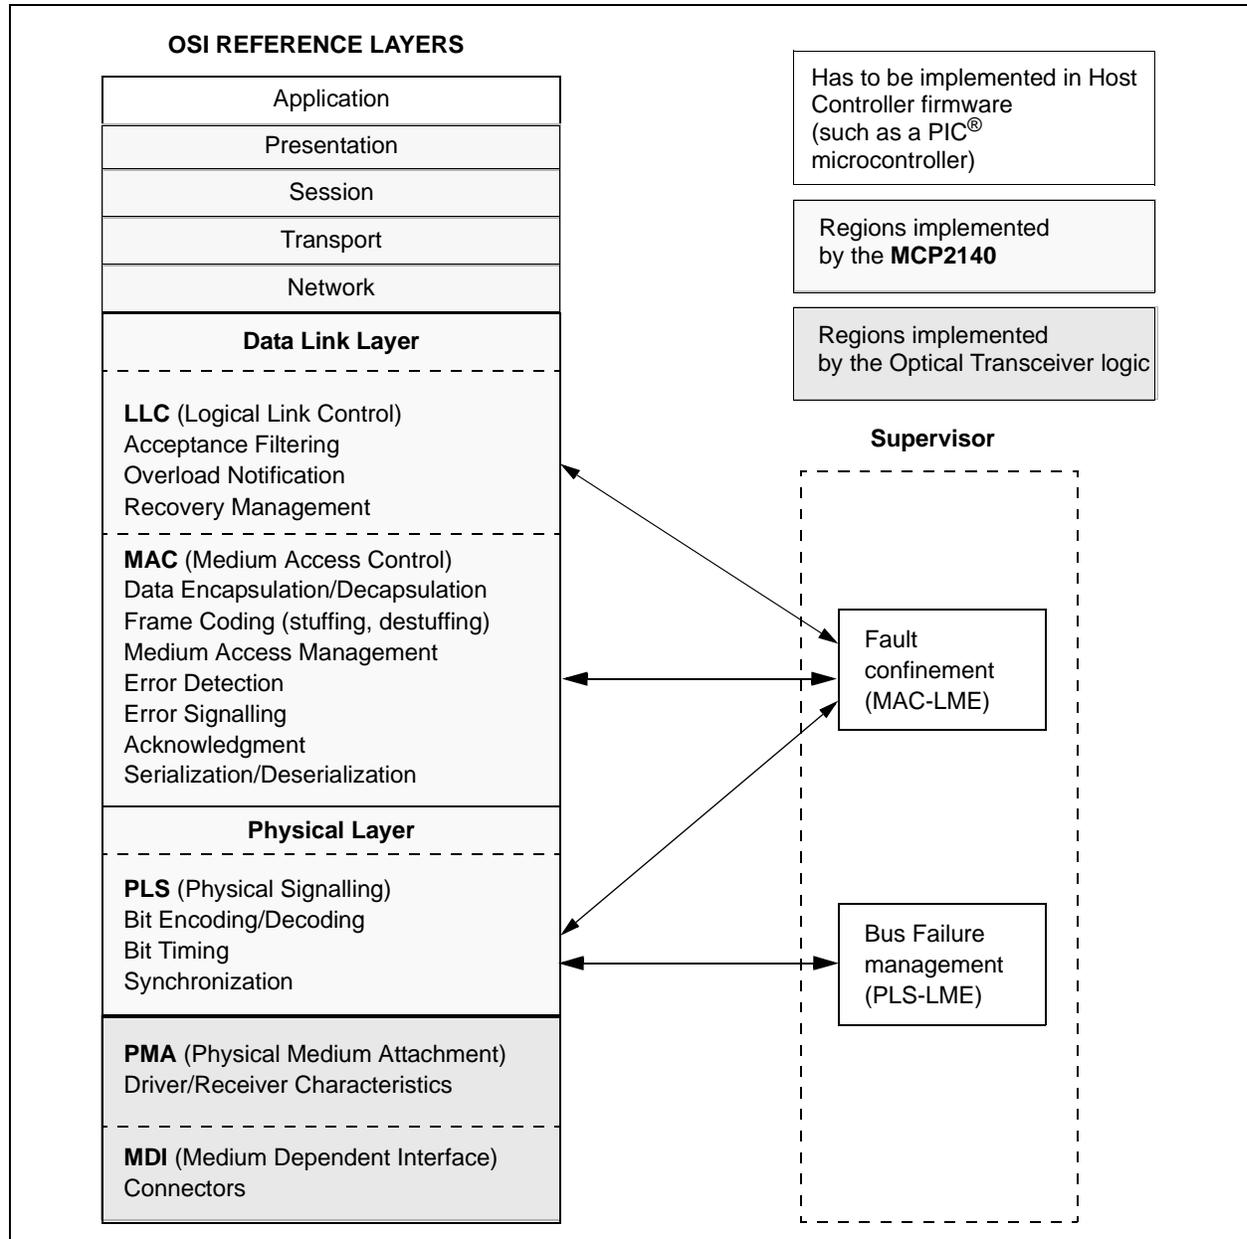 OSI REFERENCE LAYERS
Application
Presentation
Session
Transport
Network
Data Link Layer
LLC (Logical Link Control)
Acceptance Filtering
Overload Notification
Recovery Management
MAC (Medium Access Control)
Data Encapsulation/Decapsulation
Frame Coding (stuffing, destuffing)
Medium Access Management
Error Detection
Error Signalling
Acknowledgment
Serialization/Deserialization
Physical Layer
PLS (Physical Signalling)
Bit Encoding/Decoding
Bit Timing
Synchronization
PMA (Physical Medium Attachment)
Driver/Receiver Characteristics
MDI (Medium Dependent Interface)
Connectors
Has to be implemented in Host
Controller firmware
(such as a PIC®
microcontroller)
Regions implemented
by the MCP2140
Regions implemented
by the Optical Transceiver logic
Supervisor
Fault
confinement
(MAC-LME)
Bus Failure
management
(PLS-LME)